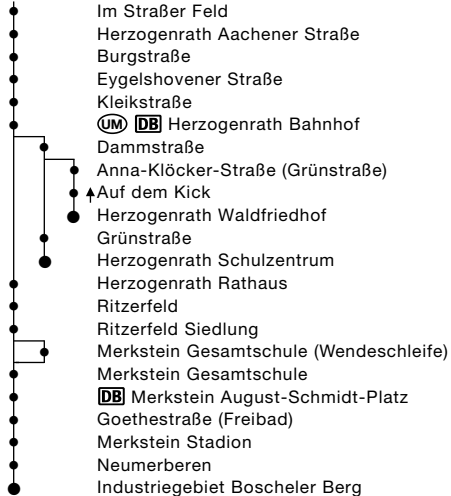 Im Straßer Feld
Herzogenrath Aachener Straße
Burgstraße
Eygelshovener Straße
Kleikstraße
UM DB Herzogenrath Bahnhof
Dammstraße
Anna-Klöcker-Straße (Grünstraße)
Auf dem Kick
Herzogenrath Waldfriedhof
Grünstraße
Herzogenrath Schulzentrum
Herzogenrath Rathaus
Ritzerfeld
Ritzerfeld Siedlung
Merkstein Gesamtschule (Wendeschleife)
Merkstein Gesamtschule
DB Merkstein August-Schmidt-Platz
Goethestraße (Freibad)
Merkstein Stadion
Neumerberen
Industriegebiet Boscheler Berg